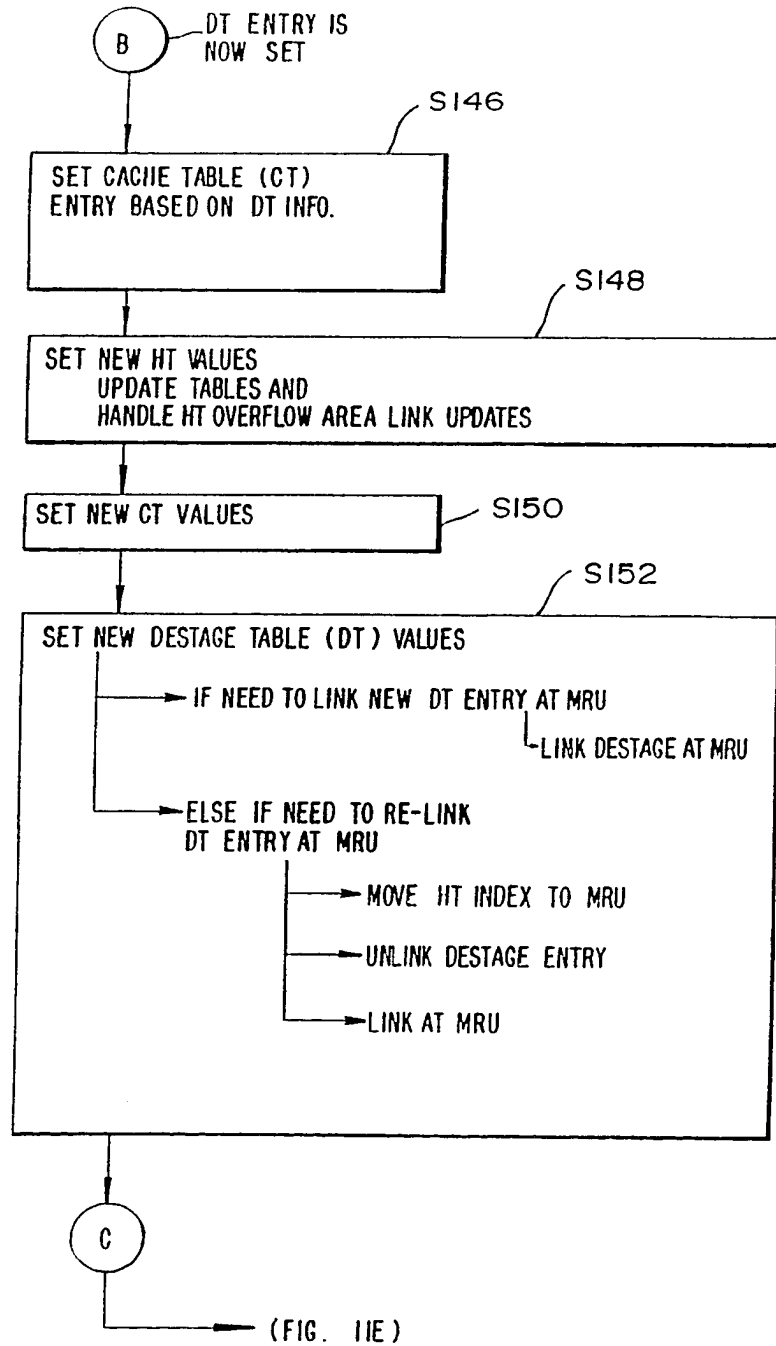 B
DT ENTRY IS
NOW SET
S146
SET CACHE TABLE (CT)
ENTRY BASED ON DT INFO.
S148
SET NEW HT VALUES
UPDATE TABLES AND
HANDLE HT OVERFLOW AREA LINK UPDATES
SET NEW CT VALUES
S150
S152
SET NEW DESTAGE TABLE (DT) VALUES
IF NEED TO LINK NEW DT ENTRY AT MRU
LINK DESTAGE AT MRU
ELSE IF NEED TO RE-LINK
DT ENTRY AT MRU
MOVE HT INDEX TO MRU
UNLINK DESTAGE ENTRY
LINK AT MRU
C
(FIG. 11E)